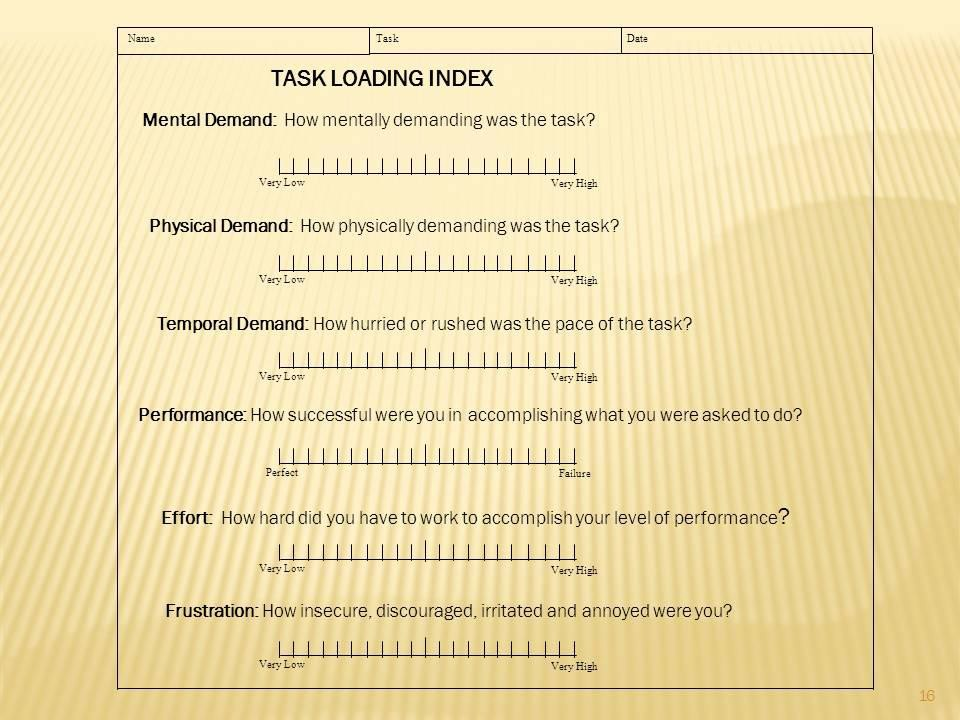 Name Task Date
TASK LOADING INDEX
Mental Demand: How mentally demanding was the task?
Very Low Very High
Physical Demand: How physically demanding was the task?
Very Low Very High
Temporal Demand: How hurried or rushed was the pace of the task?
Very Low Very High
Performance: How successful were you in accomplishing what you were asked to do?
Perfect Failure
Effort: How hard did you have to work to accomplish your level of performance?
Very Low Very High
Frustration: How insecure, discouraged, irritated and annoyed were you?
Very Low Very High
16